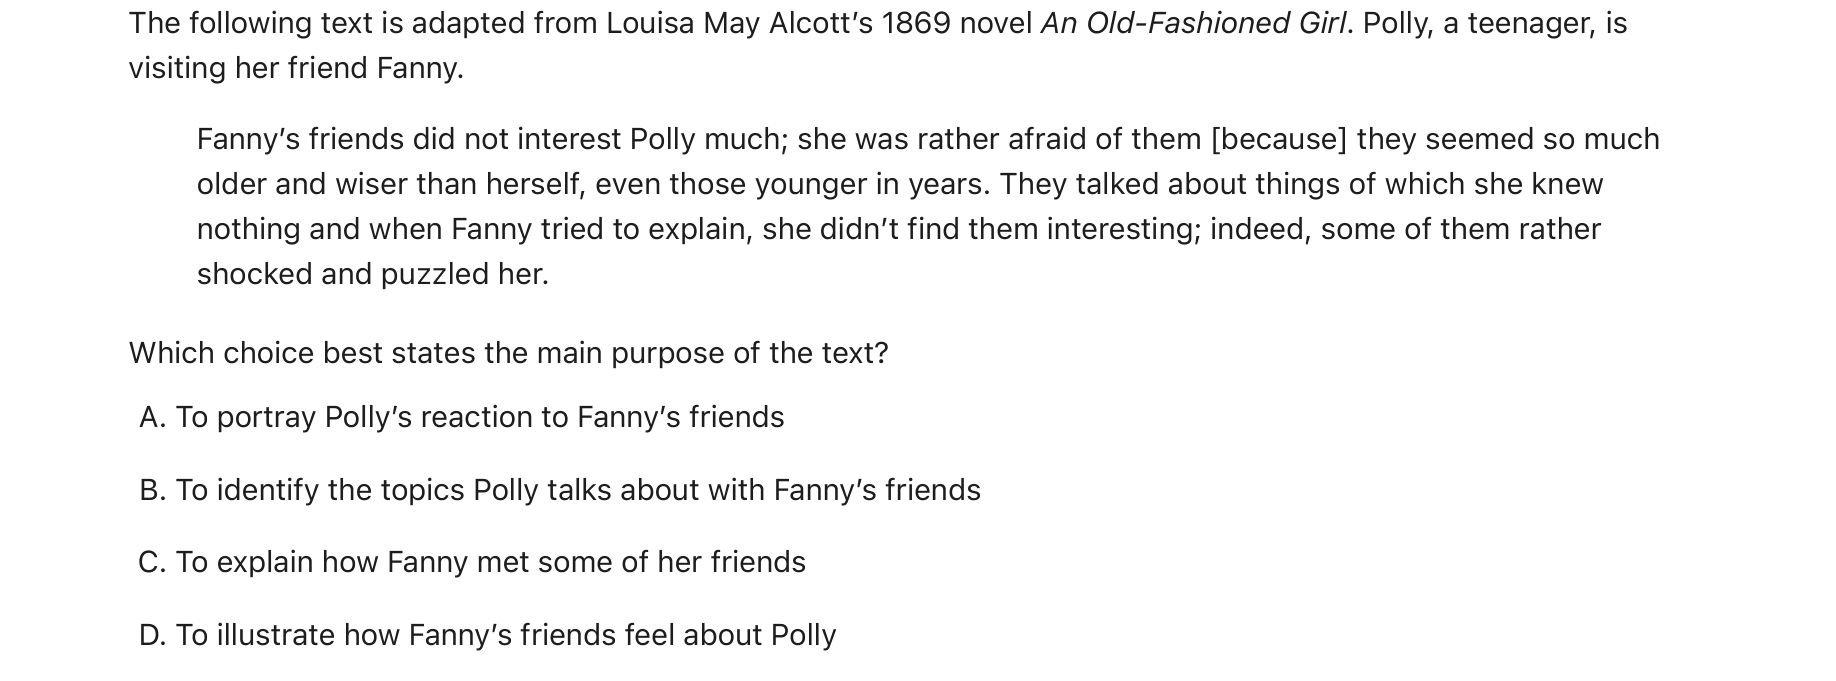 The following text is adapted from Louisa May Alcott’s 1869 novel An Old-Fashioned Girl. Polly, a teenager, is
visiting her friend Fanny.
Fanny’s friends did not interest Polly much; she was rather afraid of them [because] they seemed so much
older and wiser than herself, even those younger in years. They talked about things of which she knew
nothing and when Fanny tried to explain, she didn’t find them interesting; indeed, some of them rather
shocked and puzzled her.
Which choice best states the main purpose of the text?
A. To portray Polly’s reaction to Fanny’s friends
B. To identify the topics Polly talks about with Fanny’s friends
C. To explain how Fanny met some of her friends
D. To illustrate how Fanny’s friends feel about Polly